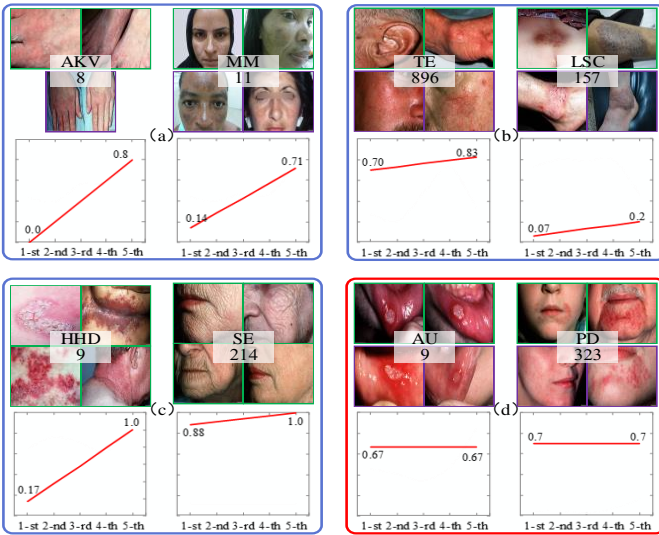 AKV
8
MM
11
(a)
0.0
0.8
0.14
0.71
1-st 2-nd 3-rd 4-th 5-th
1-st 2-nd 3-rd 4-th 5-th
TE
896
LSC
157
(b)
0.70
0.83
0.07
0.2
1-st 2-nd 3-rd 4-th 5-th
1-st 2-nd 3-rd 4-th 5-th
HHD
9
SE
214
(c)
0.17
1.0
0.88
1.0
1-st 2-nd 3-rd 4-th 5-th
1-st 2-nd 3-rd 4-th 5-th
AU
9
PD
323
(d)
0.67
0.67
0.7
0.7
1-st 2-nd 3-rd 4-th 5-th
1-st 2-nd 3-rd 4-th 5-th